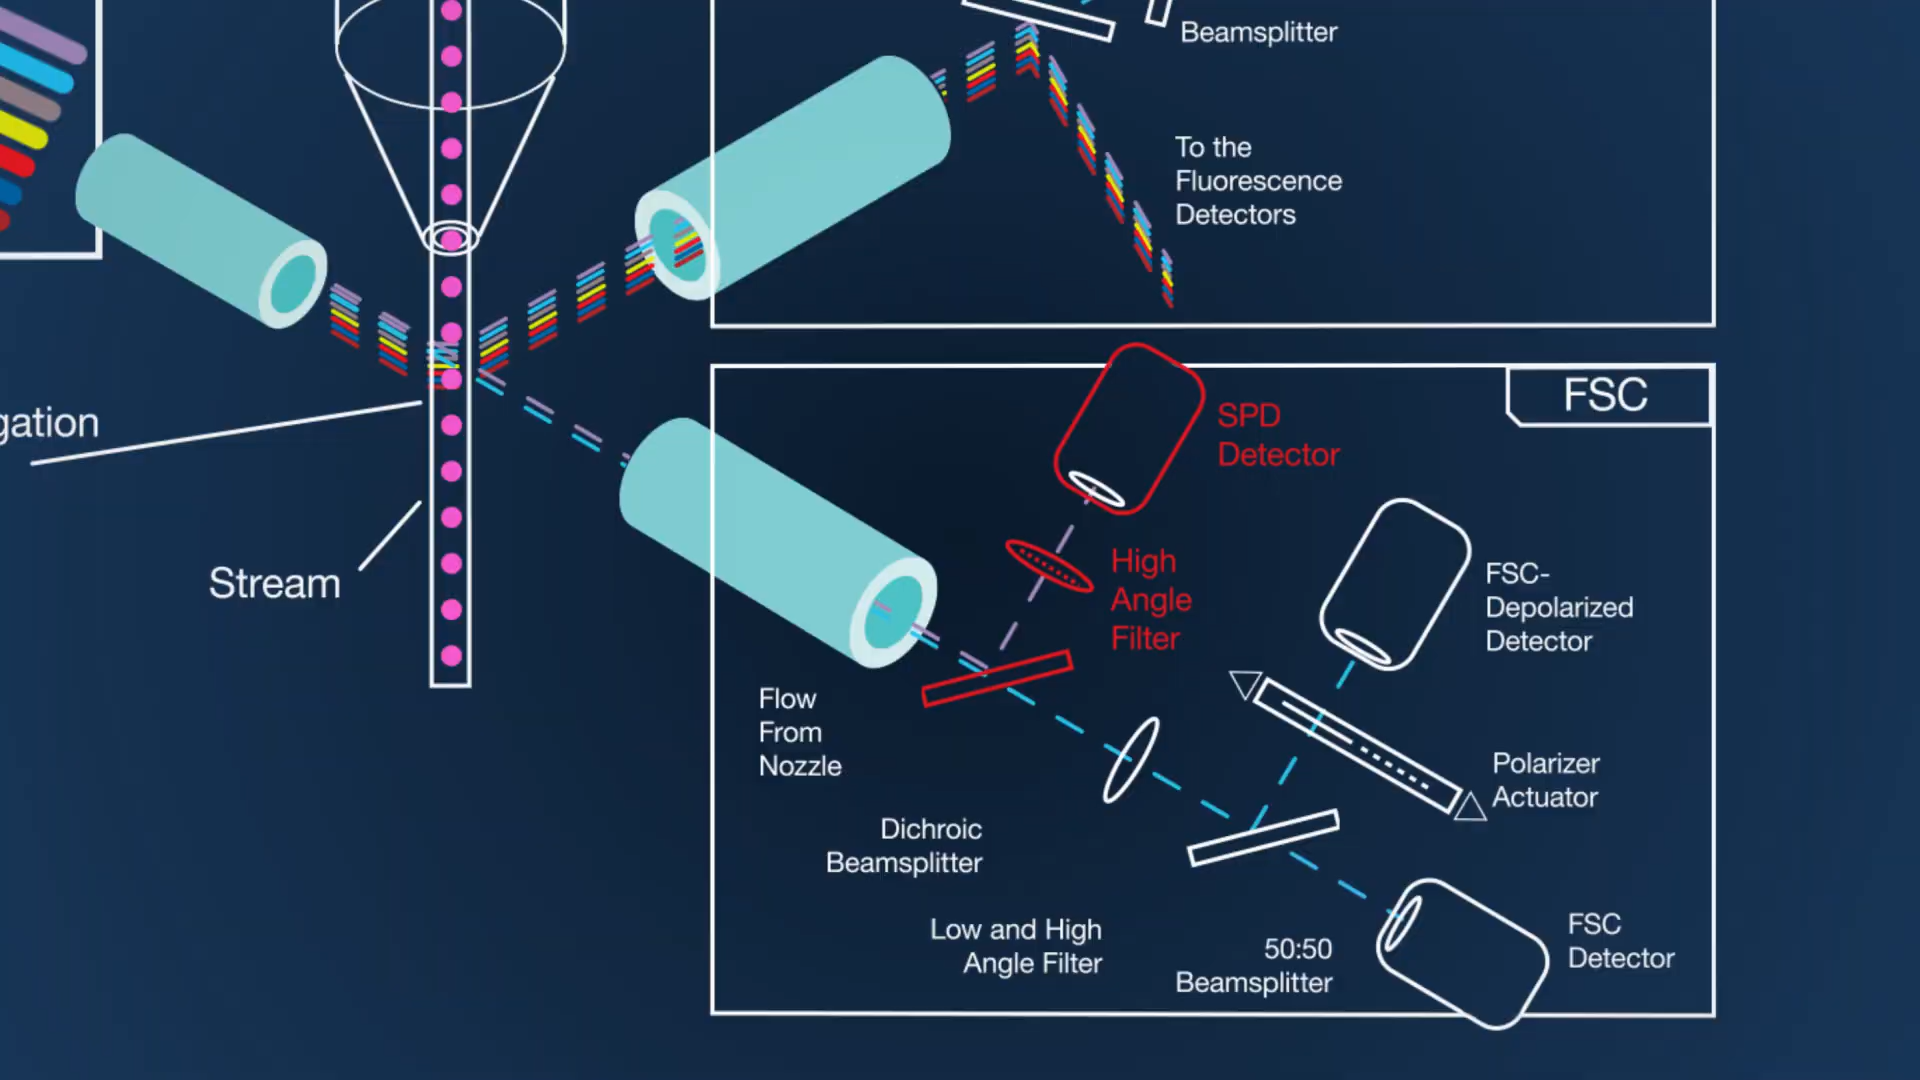 Beamsplitter
To the
Fluorescence
Detectors
FSC
SPD
Detector
gation
High
Angle
Filter
FSC-
Depolarized
Detector
Stream
Flow
From
Nozzle
Polarizer
Actuator
Dichroic
Beamsplitter
Low and High
Angle Filter
50:50
Beamsplitter
FSC
Detector